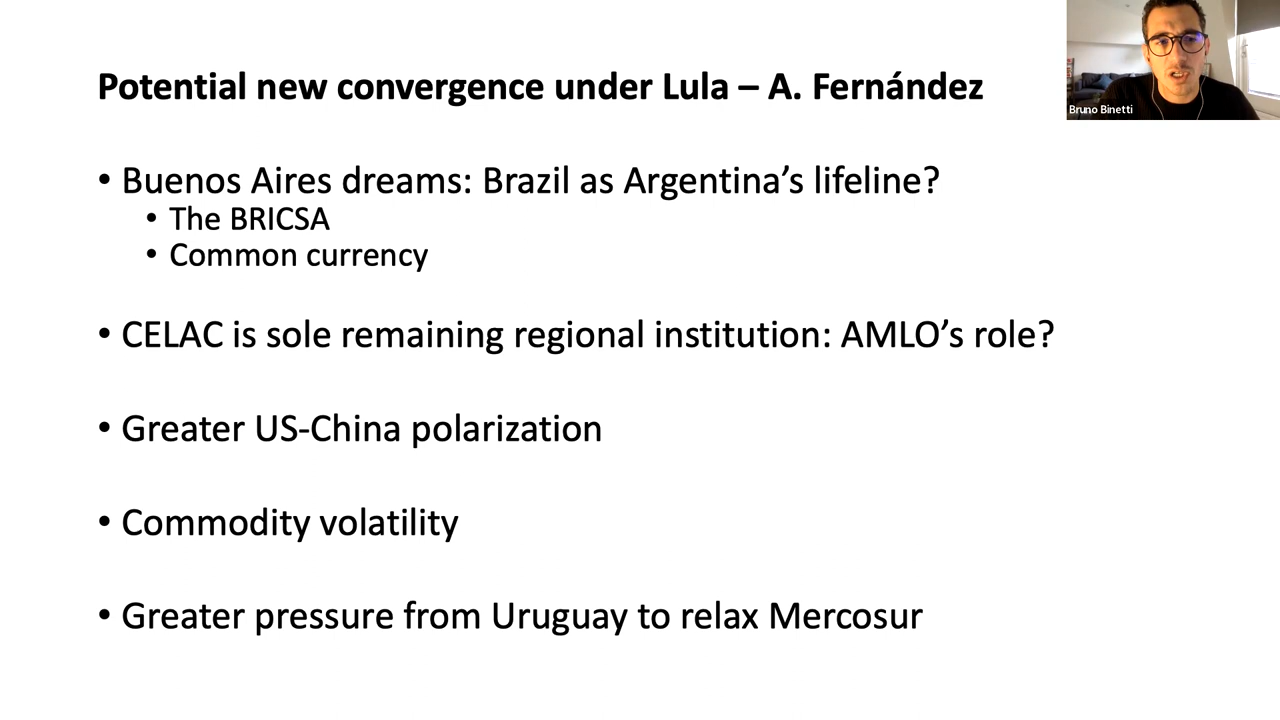 Potential new convergence under Lula – A. Fernández
Bruno Binetti
• Buenos Aires dreams: Brazil as Argentina’s lifeline?
• The BRICSA
• Common currency
• CELAC is sole remaining regional institution: AMLO’s role?
• Greater US-China polarization
• Commodity volatility
• Greater pressure from Uruguay to relax Mercosur